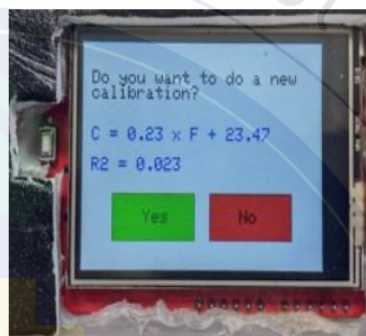 Do you want to do a new
calibration?
C = 0.23 x F + 23.47
R2 = 0.023
Yes
No